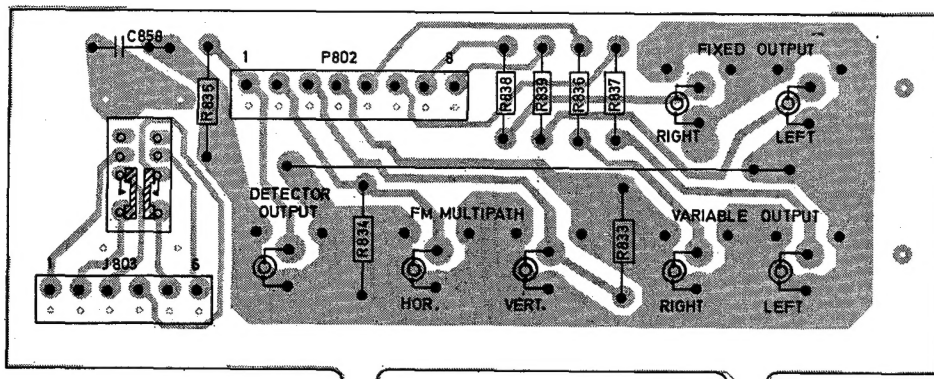 C858
1 P802 8
FIXED OUTPUT
R835
R838
R839
R836
R837
RIGHT LEFT
DETECTOR
OUTPUT
R834
FM MULTIPATH
R833
VARIABLE OUTPUT
1 J803 6
HOR. VERT.
RIGHT LEFT